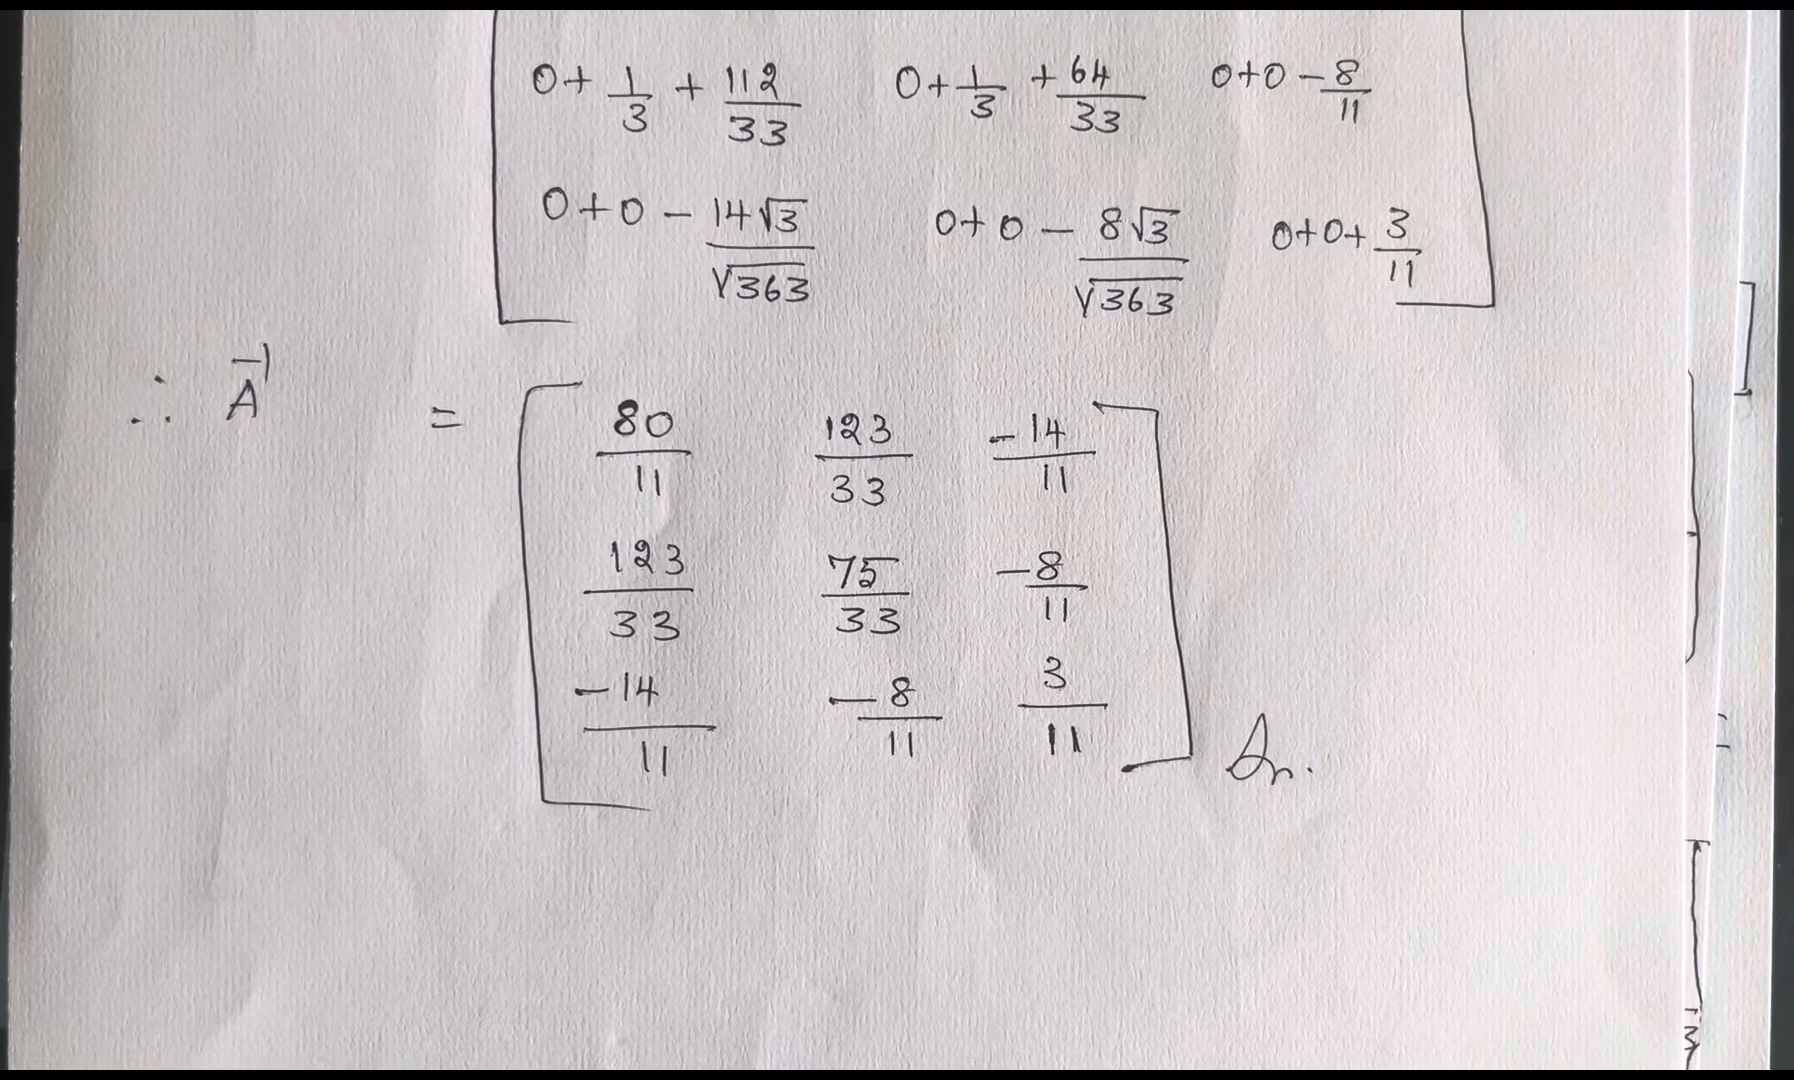 0 + 1/3 + 112/33   0 + 1/3 + 64/33   0 + 0 - 8/11
0 + 0 - 14√3/√363   0 + 0 - 8√3/√363   0 + 0 + 3/11
∴ A⁻¹ = [ 80/11   123/33   -14/11
123/33   75/33   -8/11
-14/11   -8/11   3/11 ] An.